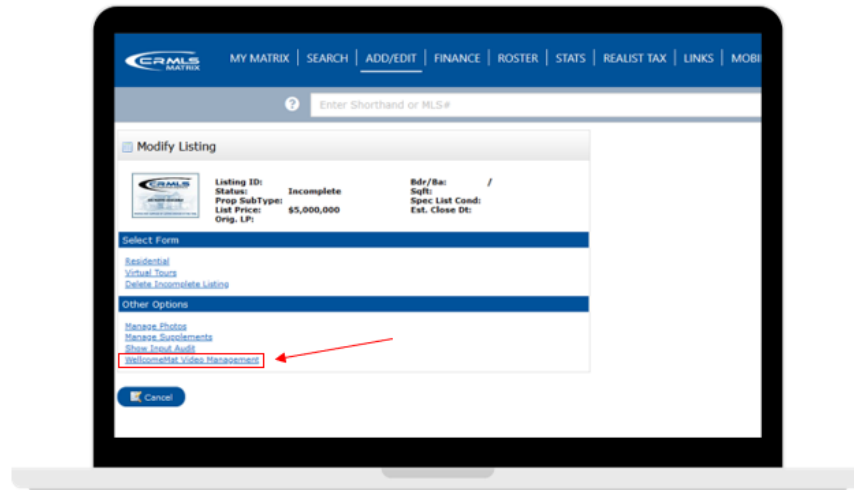 CRMLS
MATRIX
MY MATRIX | SEARCH | ADD/EDIT | FINANCE | ROSTER | STATS | REALIST TAX | LINKS | MOBI
? Enter Shorthand or MLS#
Modify Listing
CRMLS
Listing ID: Bdr/Ba: /
Status: Incomplete Sqft:
Prop SubType: Spec List Cond:
List Price: $5,000,000 Est. Close Dt:
Orig. LP:
Select Form
Residential
Virtual Tours
Delete Incomplete Listing
Other Options
Manage Photos
Manage Supplements
Show Input Audit
WellcomeMat Video Management
Cancel